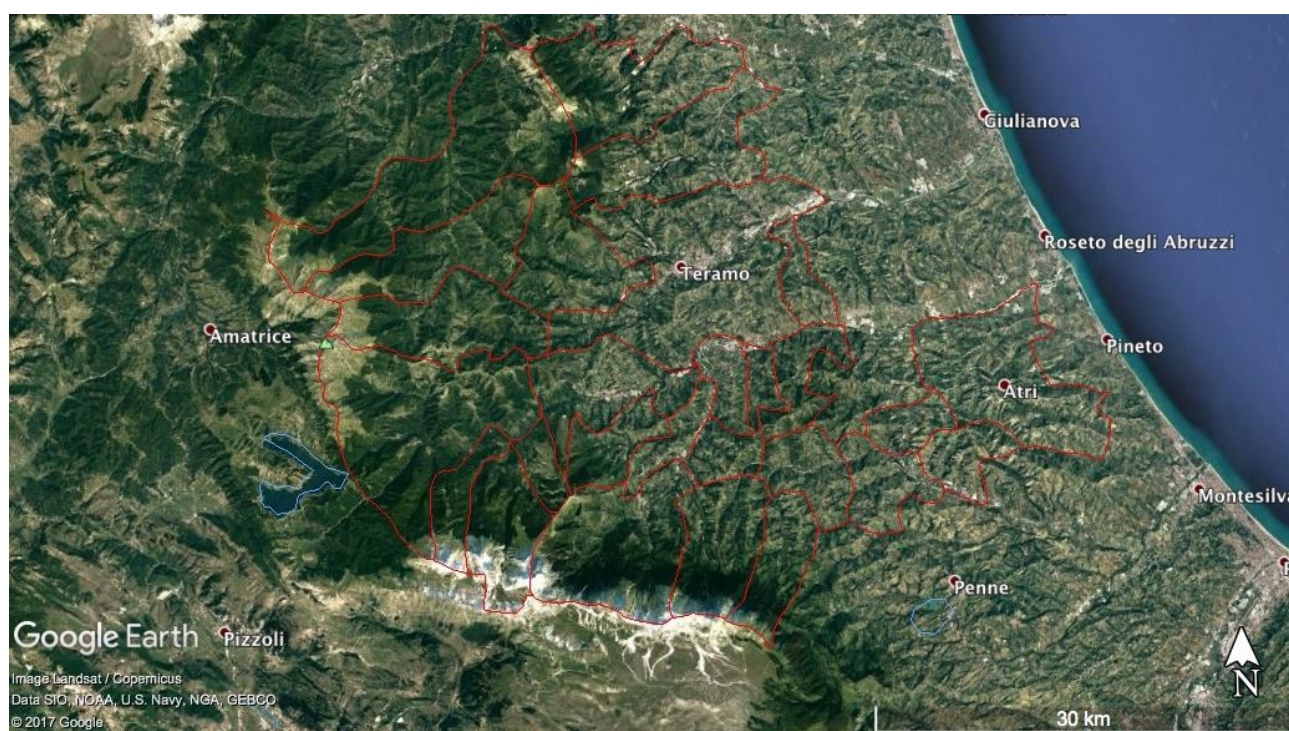 Giulianova
Roseto degli Abruzzi
Teramo
Amatrice
Pineto
Atri
Montesilva
Penne
Google Earth
Pizzoli
Image Landsat / Copernicus
Data SIO, NOAA, U.S. Navy, NGA, GEBCO
© 2017 Google
30 km
N